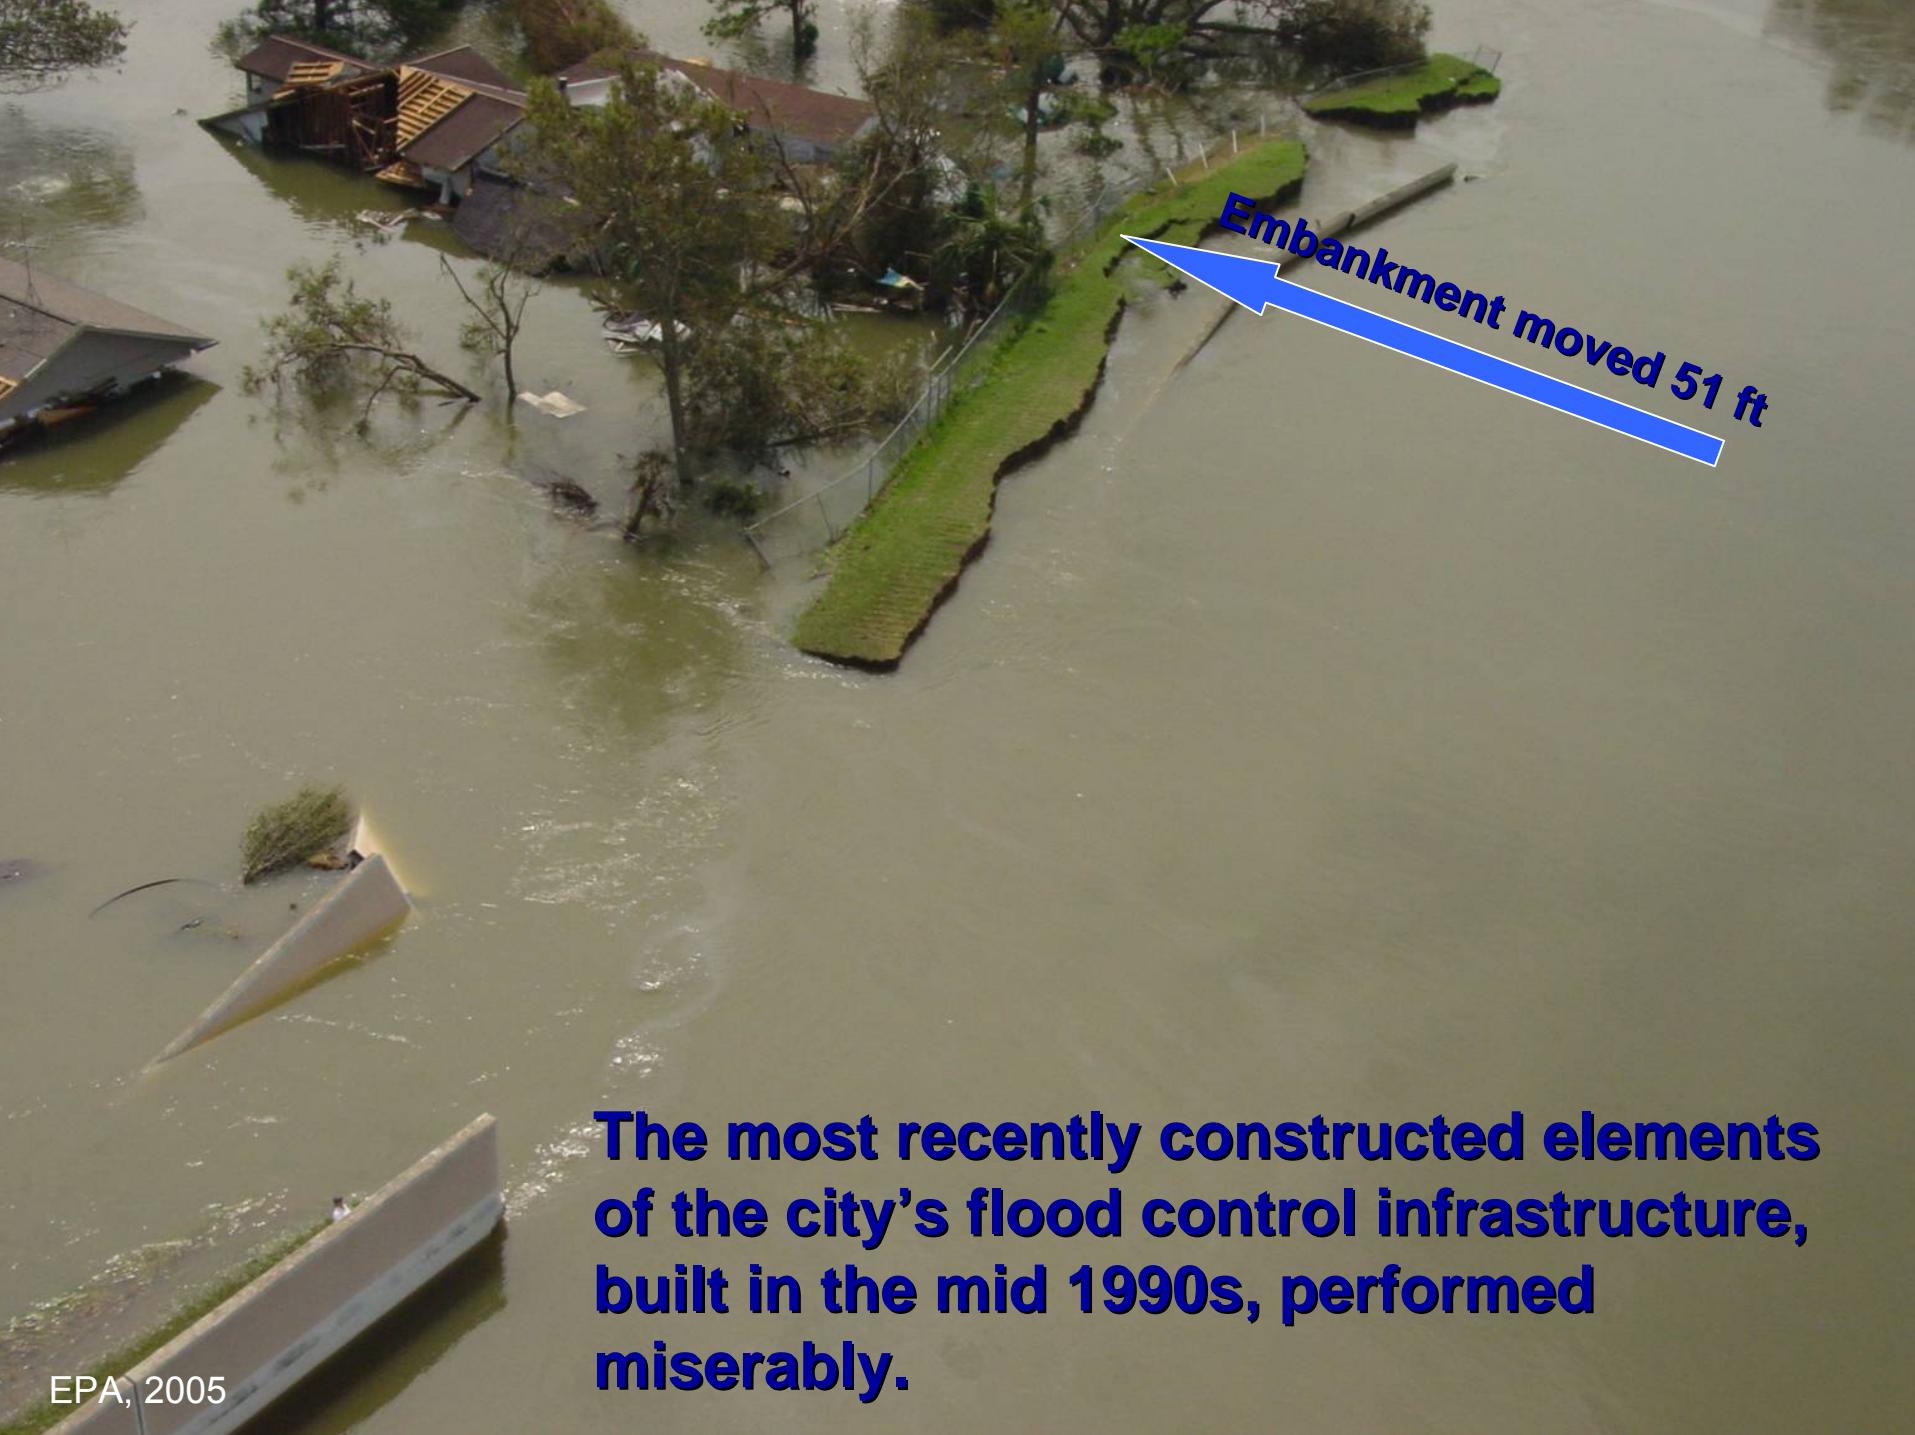 Embankment moved 51 ft
The most recently constructed elements
of the city’s flood control infrastructure,
built in the mid 1990s, performed
miserably.
EPA, 2005